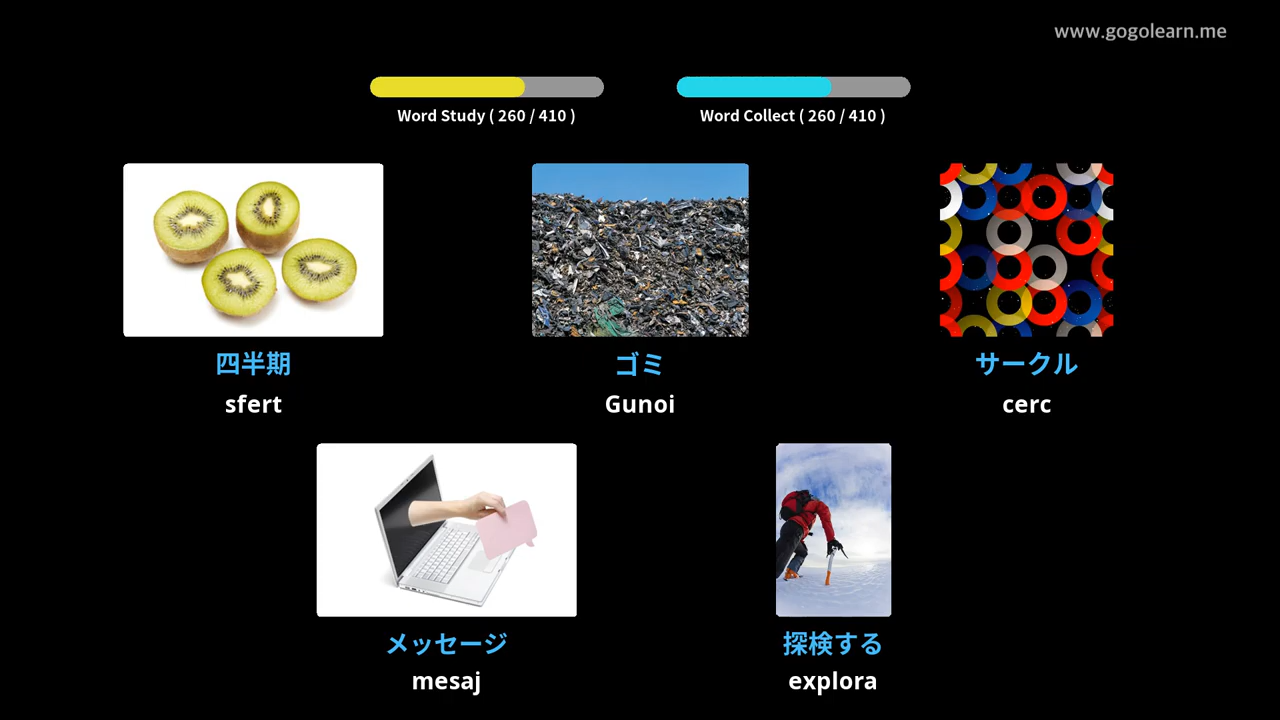 www.gogolearn.me
Word Study ( 260 / 410 )
Word Collect ( 260 / 410 )
四半期
sfert
ゴミ
Gunoi
サークル
cerc
メッセージ
mesaj
探検する
explora